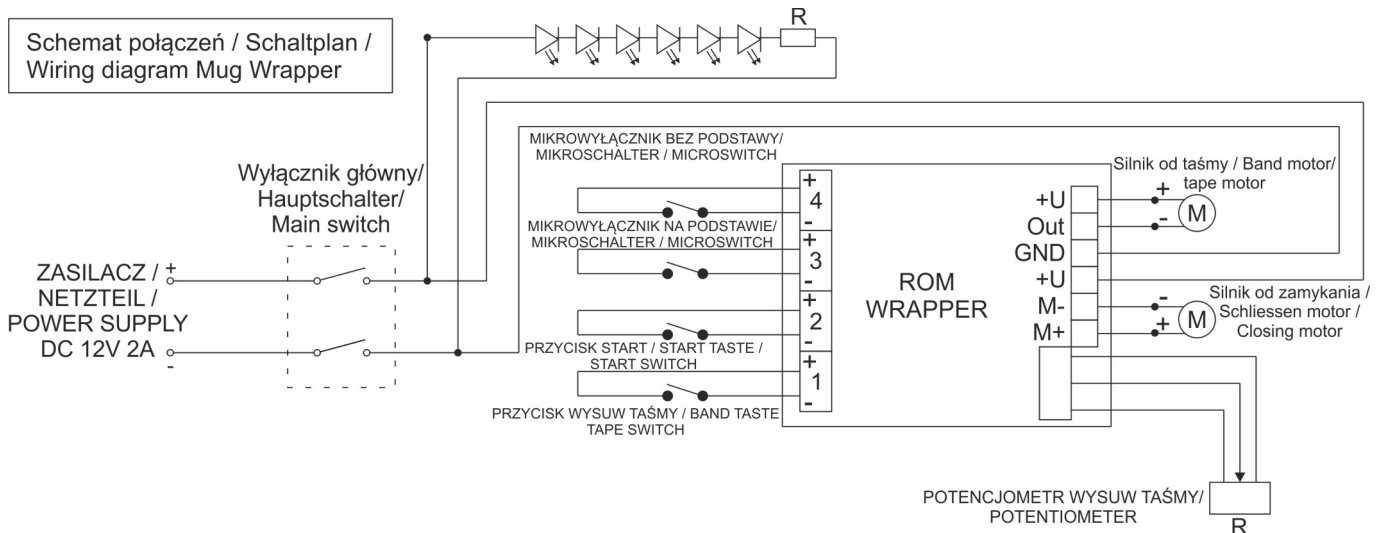 Schemat połączeń / Schaltplan /
Wiring diagram Mug Wrapper
R
Wyłącznik główny/
Hauptschalter/
Main switch
ZASILACZ /
NETZTEIL /
POWER SUPPLY
DC 12V 2A
+
-
MIKROWYŁĄCZNIK BEZ PODSTAWY/
MIKROSCHALTER / MICROSWITCH
MIKROWYŁĄCZNIK NA PODSTAWIE/
MIKROSCHALTER / MICROSWITCH
PRZYCISK START / START TASTE /
START SWITCH
PRZYCISK WYSUW TAŚMY / BAND TASTE
TAPE SWITCH
+
4
-
+
3
-
+
2
-
+
1
-
ROM
WRAPPER
+U
Out
GND
+U
M-
M+
Silnik od taśmy / Band motor/
tape motor
+
-
M
Silnik od zamykania /
Schliessen motor /
Closing motor
-
+
M
POTENCJOMETR WYSUW TAŚMY/
POTENTIOMETER
R